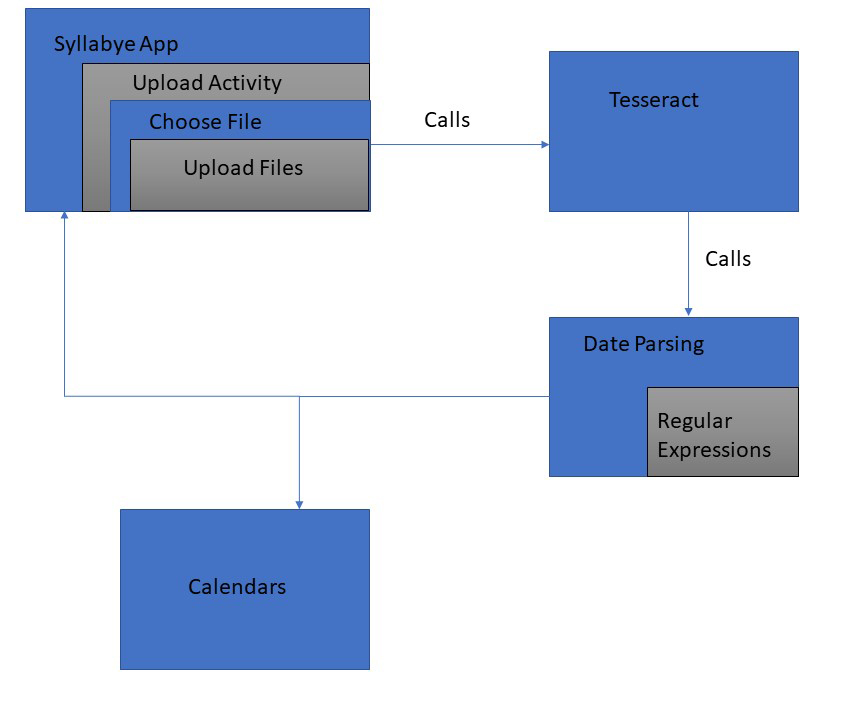 Syllabye App
Upload Activity
Choose File
Upload Files
Calls
Tesseract
Calls
Date Parsing
Regular
Expressions
Calendars